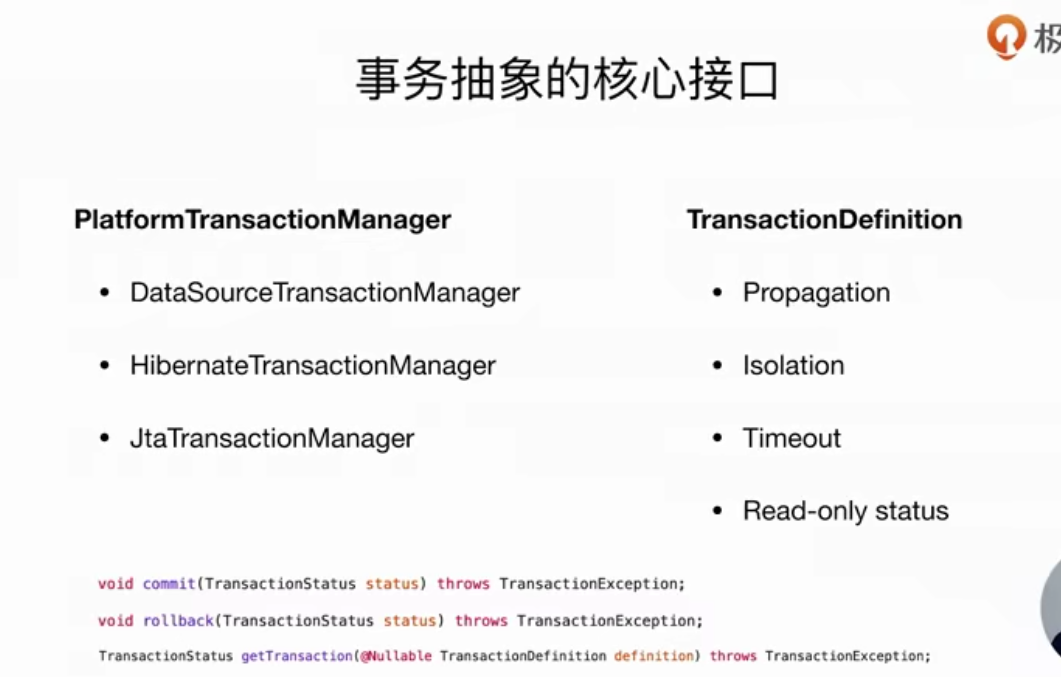 事务抽象的核心接口
PlatformTransactionManager
• DataSourceTransactionManager
• HibernateTransactionManager
• JtaTransactionManager
TransactionDefinition
• Propagation
• Isolation
• Timeout
• Read-only status
void commit(TransactionStatus status) throws TransactionException;
void rollback(TransactionStatus status) throws TransactionException;
TransactionStatus getTransaction(@Nullable TransactionDefinition definition) throws TransactionException;